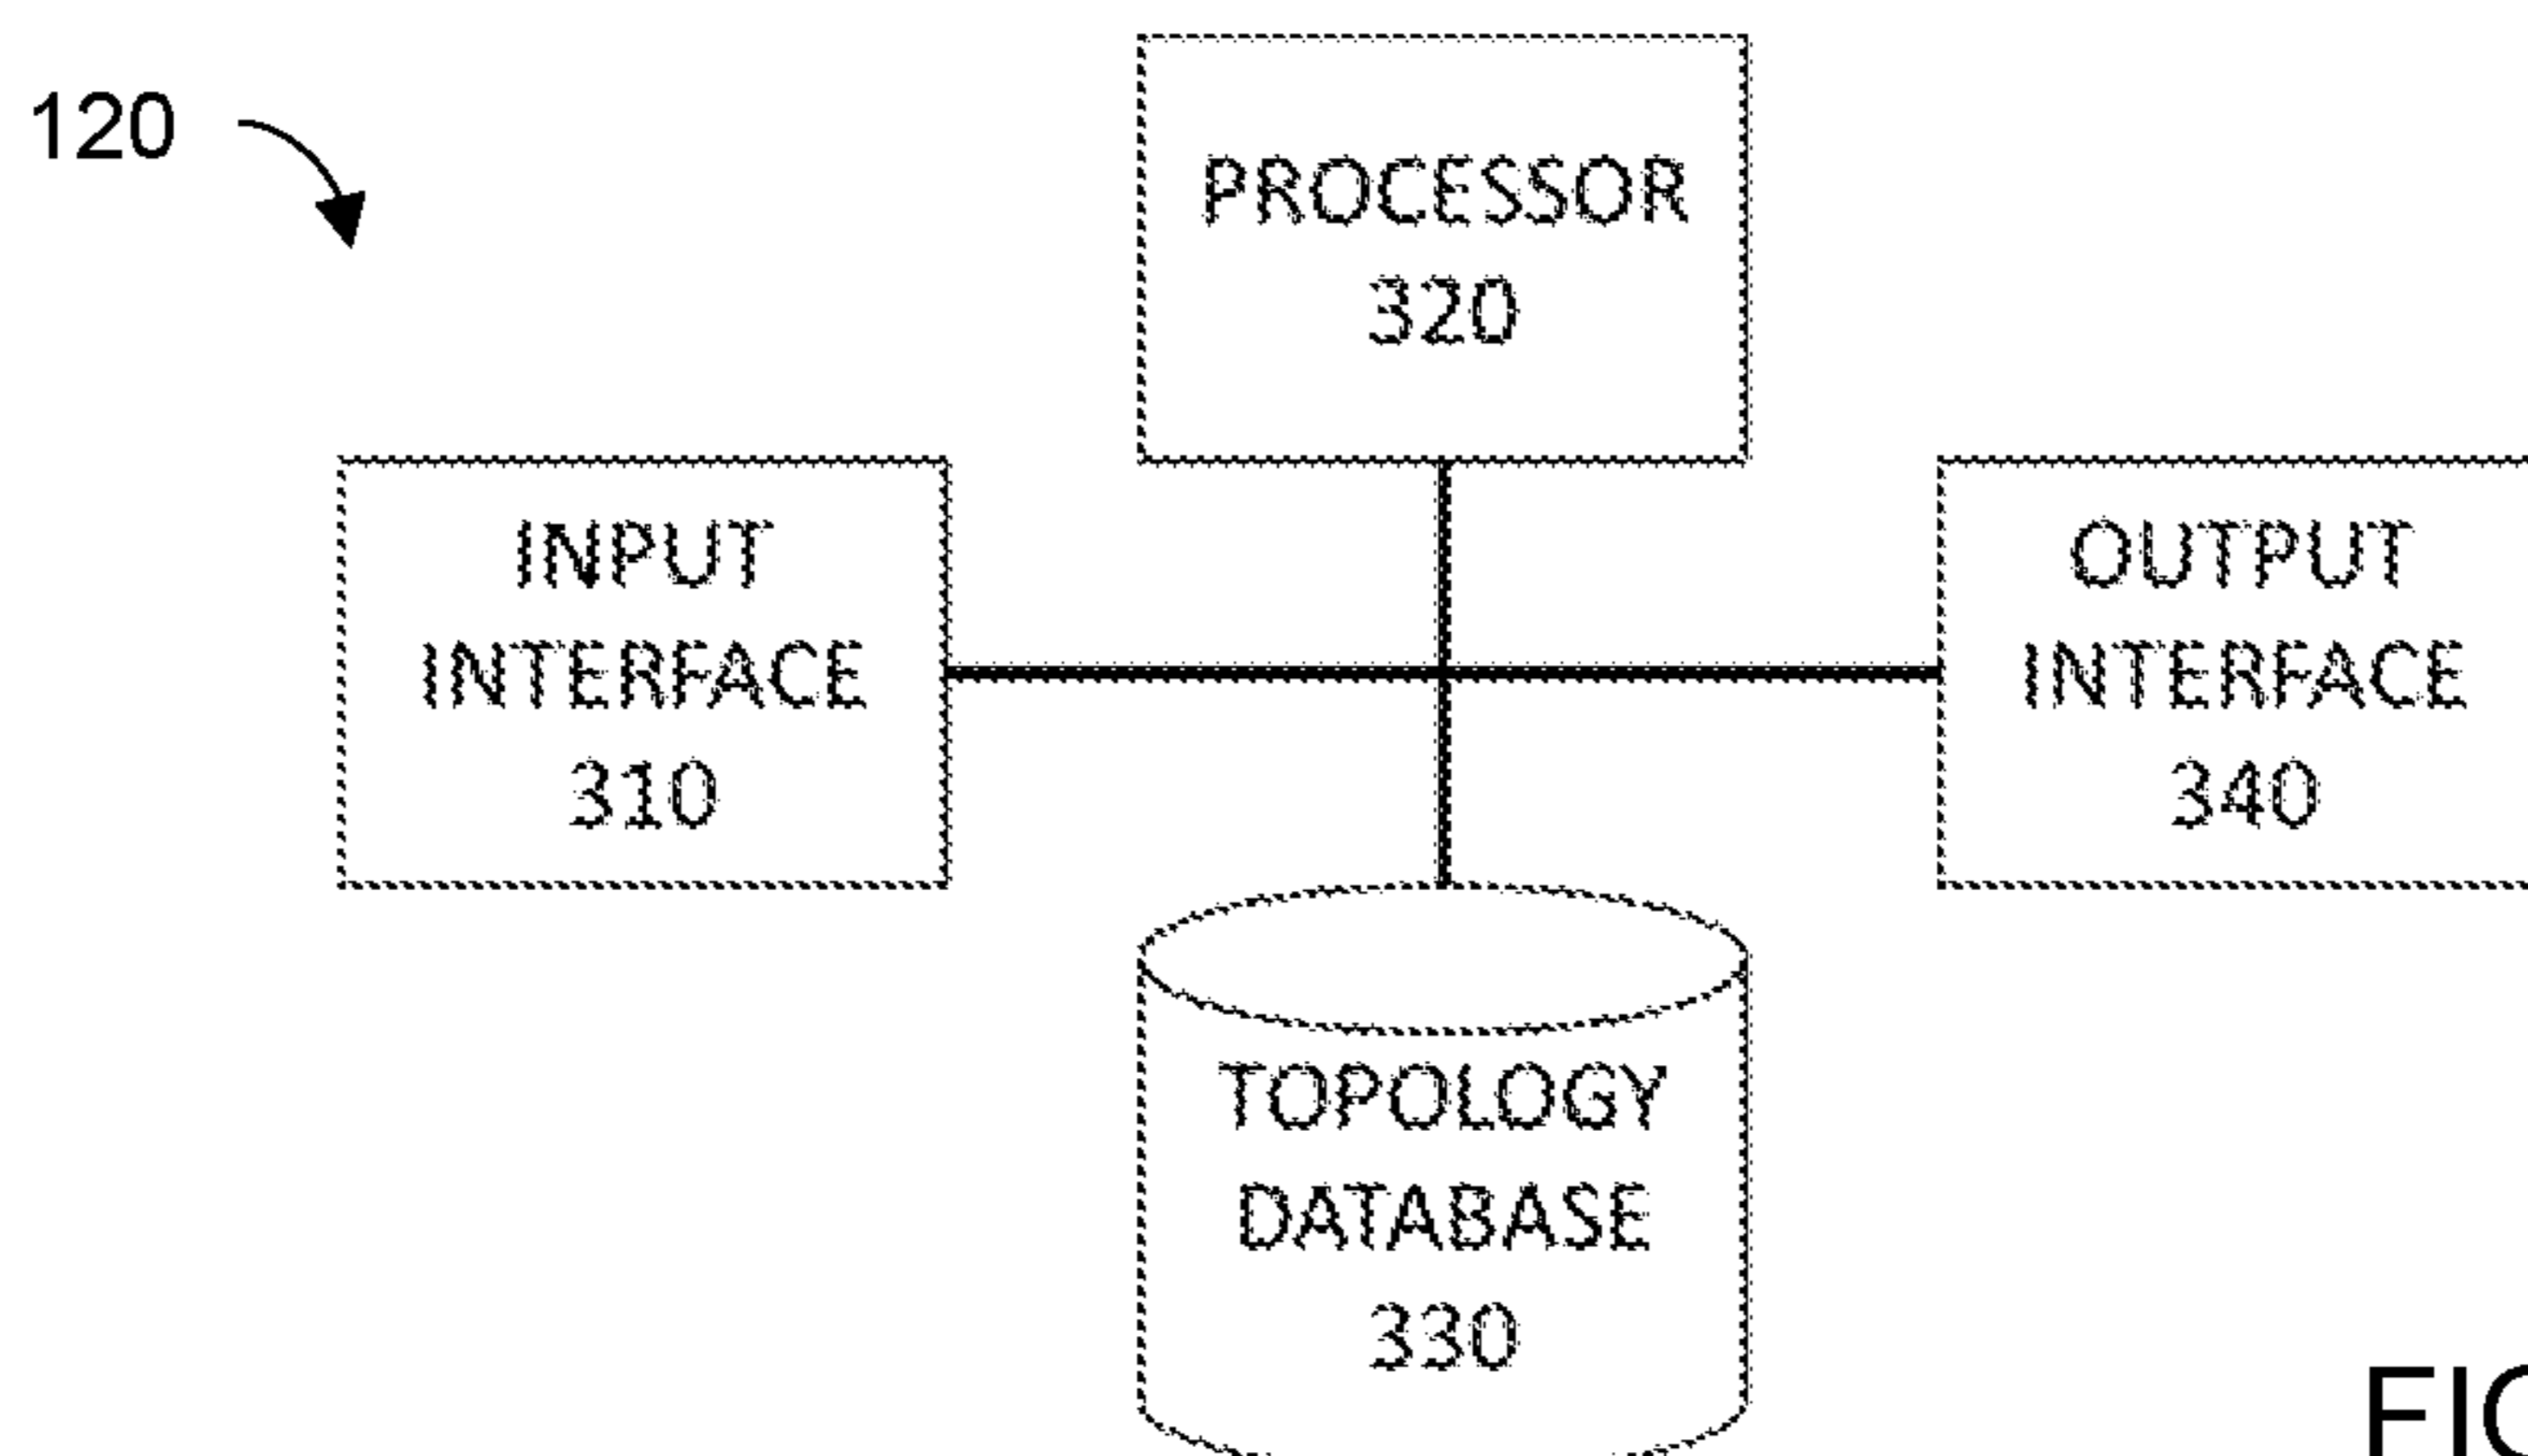 120
PROCESSOR
320
INPUT
INTERFACE
310
OUTPUT
INTERFACE
340
TOPOLOGY
DATABASE
330